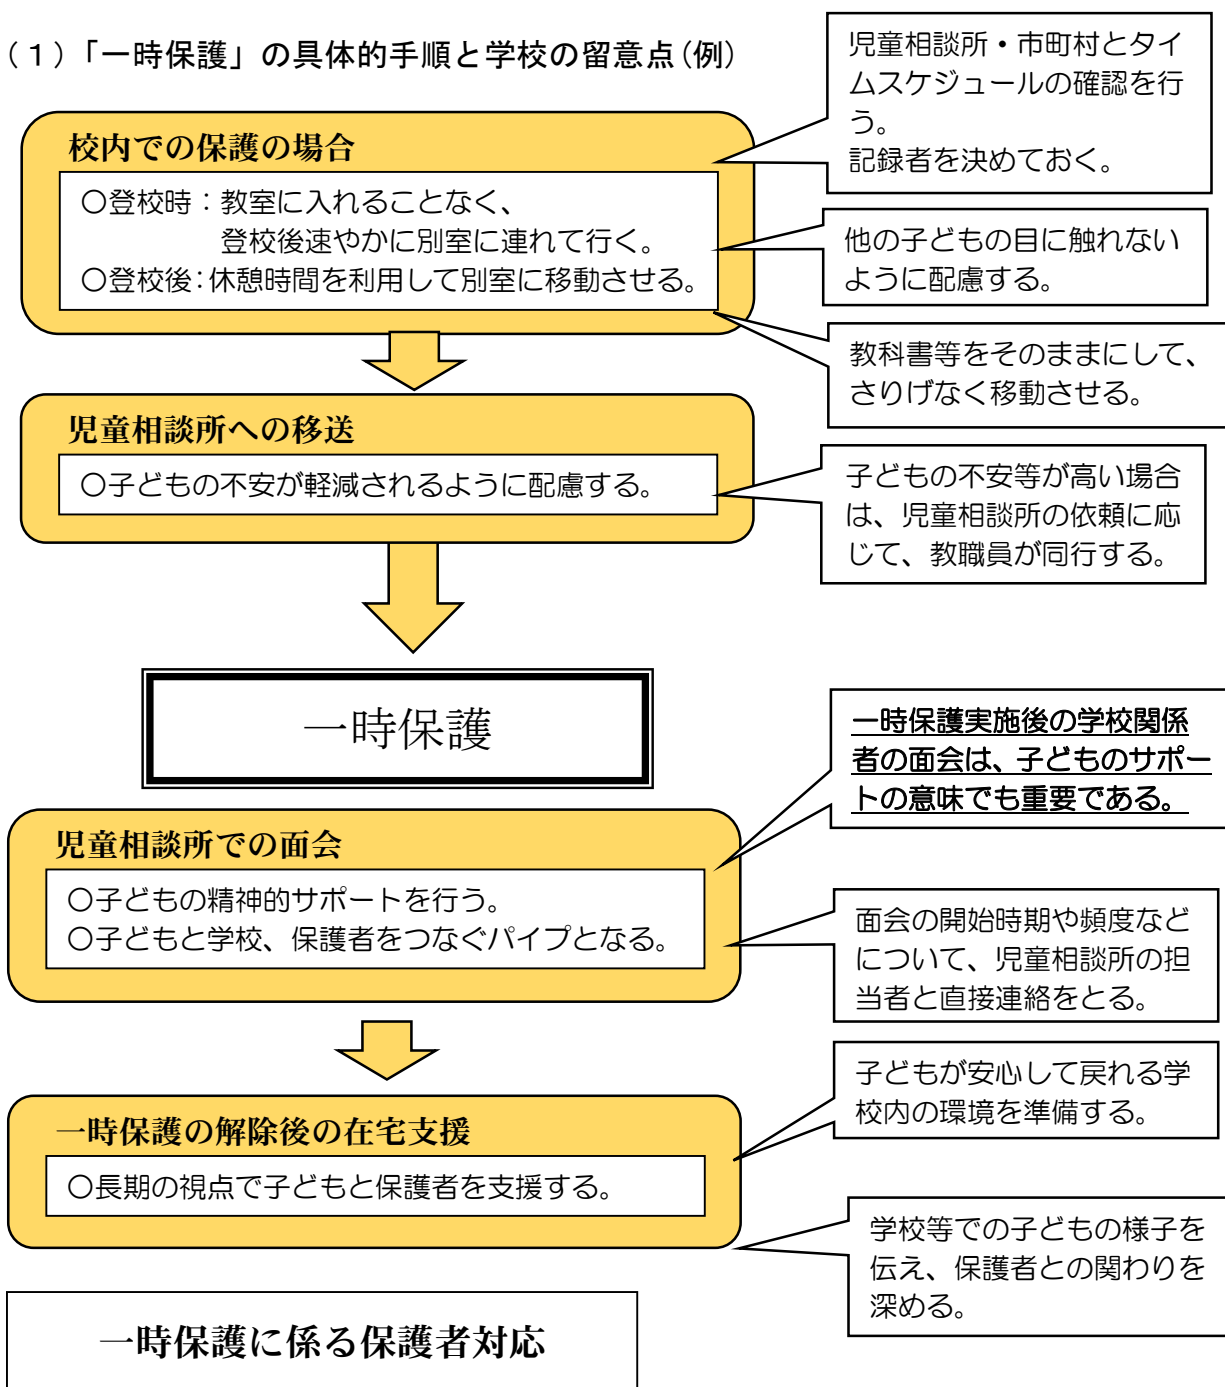 （１）「一時保護」の具体的手順と学校の留意点（例）
校内での保護の場合
○登校時：教室に入れることなく、
登校後速やかに別室に連れて行く。
○登校後：休憩時間を利用して別室に移動させる。
児童相談所・市町村とタイ
ムスケジュールの確認を行
う。
記録者を決めておく。
他の子どもの目に触れない
ように配慮する。
教科書等をそのままにして、
さりげなく移動させる。
児童相談所への移送
○子どもの不安が軽減されるように配慮する。
子どもの不安等が高い場合
は、児童相談所の依頼に応
じて、教職員が同行する。
一時保護
一時保護実施後の学校関係
者の面会は、子どものサポー
トの意味でも重要である。
児童相談所での面会
○子どもの精神的サポートを行う。
○子どもと学校、保護者をつなぐパイプとなる。
面会の開始時期や頻度など
について、児童相談所の担
当者と直接連絡をとる。
一時保護の解除後の在宅支援
○長期の視点で子どもと保護者を支援する。
子どもが安心して戻れる学
校内の環境を準備する。
学校等での子どもの様子を
伝え、保護者との関わりを
深める。
一時保護に係る保護者対応